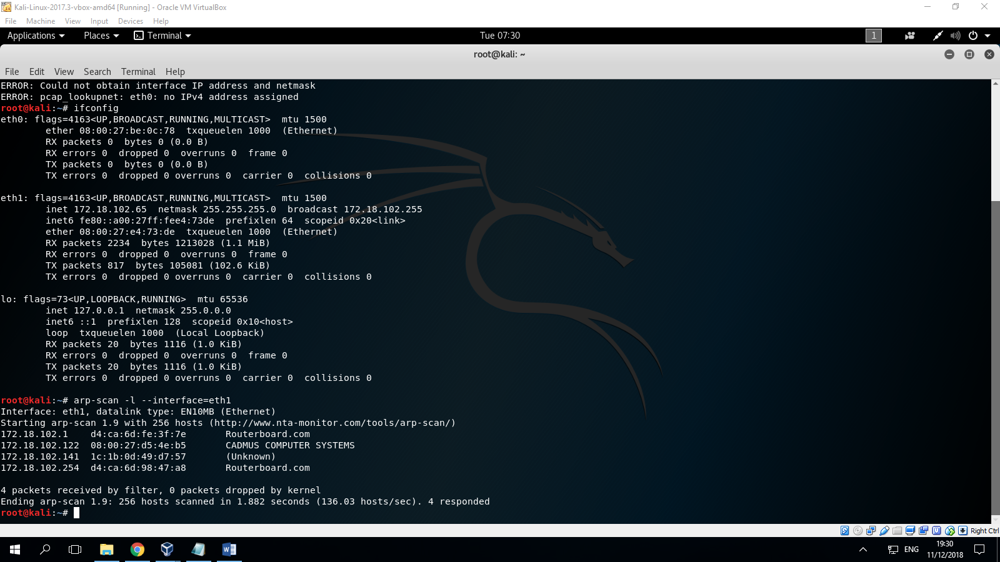 Kali-Linux-2017.3-vbox-amd64 [Running] - Oracle VM VirtualBox
File Machine View Input Devices Help
Applications Places Terminal Tue 07:30 1
root@kali: ~
File Edit View Search Terminal Help
ERROR: Could not obtain interface IP address and netmask
ERROR: pcap_lookupnet: eth0: no IPv4 address assigned
root@kali:~# ifconfig
eth0: flags=4163<UP,BROADCAST,RUNNING,MULTICAST>  mtu 1500
        ether 08:00:27:be:0c:78  txqueuelen 1000  (Ethernet)
        RX packets 0  bytes 0 (0.0 B)
        RX errors 0  dropped 0  overruns 0  frame 0
        TX packets 0  bytes 0 (0.0 B)
        TX errors 0  dropped 0 overruns 0  carrier 0  collisions 0
eth1: flags=4163<UP,BROADCAST,RUNNING,MULTICAST>  mtu 1500
        inet 172.18.102.65  netmask 255.255.255.0  broadcast 172.18.102.255
        inet6 fe80::a00:27ff:fee4:73de  prefixlen 64  scopeid 0x20<link>
        ether 08:00:27:e4:73:de  txqueuelen 1000  (Ethernet)
        RX packets 2234  bytes 1213028 (1.1 MiB)
        RX errors 0  dropped 0  overruns 0  frame 0
        TX packets 817  bytes 105081 (102.6 KiB)
        TX errors 0  dropped 0 overruns 0  carrier 0  collisions 0
lo: flags=73<UP,LOOPBACK,RUNNING>  mtu 65536
        inet 127.0.0.1  netmask 255.0.0.0
        inet6 ::1  prefixlen 128  scopeid 0x10<host>
        loop  txqueuelen 1000  (Local Loopback)
        RX packets 20  bytes 1116 (1.0 KiB)
        RX errors 0  dropped 0  overruns 0  frame 0
        TX packets 20  bytes 1116 (1.0 KiB)
        TX errors 0  dropped 0 overruns 0  carrier 0  collisions 0
root@kali:~# arp-scan -l --interface=eth1
Interface: eth1, datalink type: EN10MB (Ethernet)
Starting arp-scan 1.9 with 256 hosts (http://www.nta-monitor.com/tools/arp-scan/)
172.18.102.1    d4:ca:6d:fe:3f:7e       Routerboard.com
172.18.102.122  08:00:27:d5:4e:b5       CADMUS COMPUTER SYSTEMS
172.18.102.141  1c:1b:0d:49:d7:57       (Unknown)
172.18.102.254  d4:ca:6d:98:47:a8       Routerboard.com
4 packets received by filter, 0 packets dropped by kernel
Ending arp-scan 1.9: 256 hosts scanned in 1.882 seconds (136.03 hosts/sec). 4 responded
root@kali:~#
Right Ctrl
ENG
19:30
11/12/2018